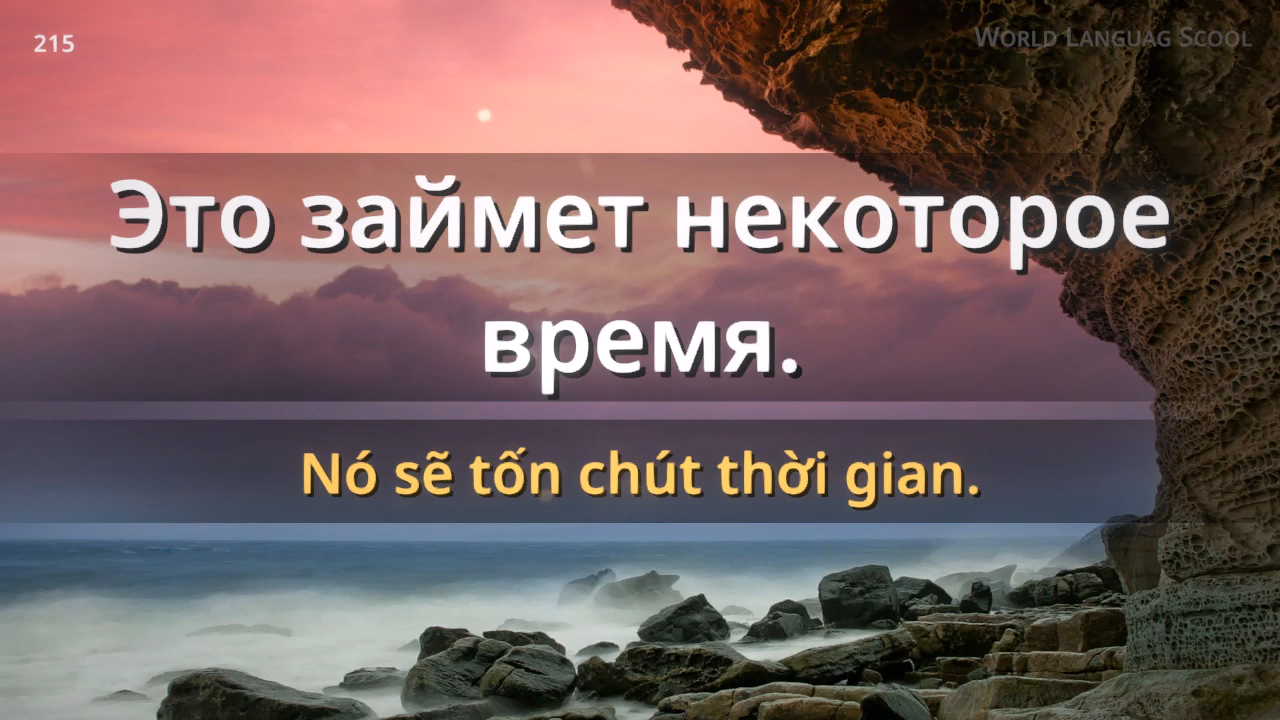 215
World Languag Scool
Это займет некоторое
время.
Nó sẽ tốn chút thời gian.